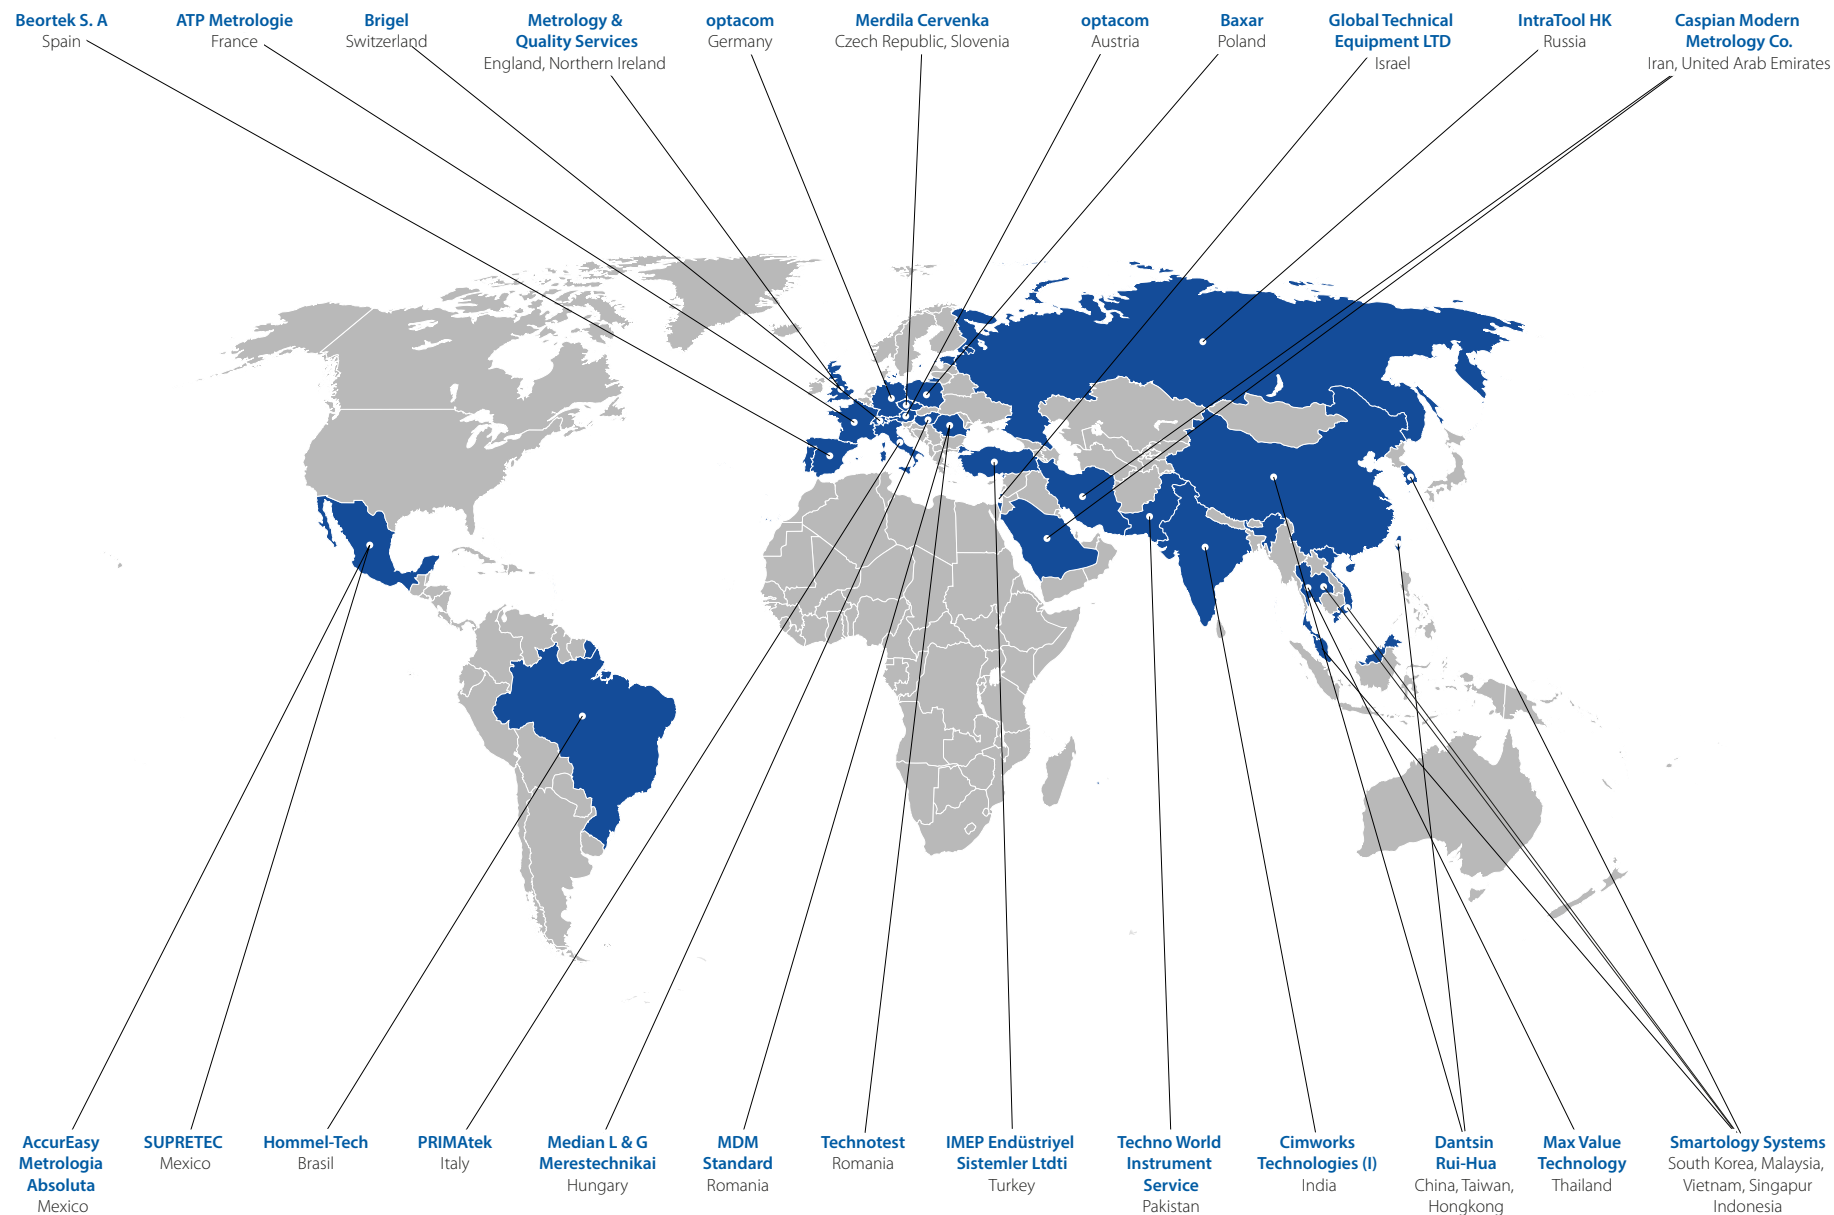 Beortek S. A
Spain
ATP Metrologie
France
Brigel
Switzerland
Metrology &
Quality Services
England, Northern Ireland
optacom
Germany
Merdila Cervenka
Czech Republic, Slovenia
optacom
Austria
Baxar
Poland
Global Technical
Equipment LTD
Israel
IntraTool HK
Russia
Caspian Modern
Metrology Co.
Iran, United Arab Emirates
AccurEasy
Metrologia
Absoluta
Mexico
SUPRETEC
Mexico
Hommel-Tech
Brasil
PRIMAtek
Italy
Median L & G
Merestechnikai
Hungary
MDM
Standard
Romania
Technotest
Romania
IMEP Endüstriyel
Sistemler Ltdti
Turkey
Techno World
Instrument
Service
Pakistan
Cimworks
Technologies (I)
India
Dantsin
Rui-Hua
China, Taiwan,
Hongkong
Max Value
Technology
Thailand
Smartology Systems
South Korea, Malaysia,
Vietnam, Singapur
Indonesia